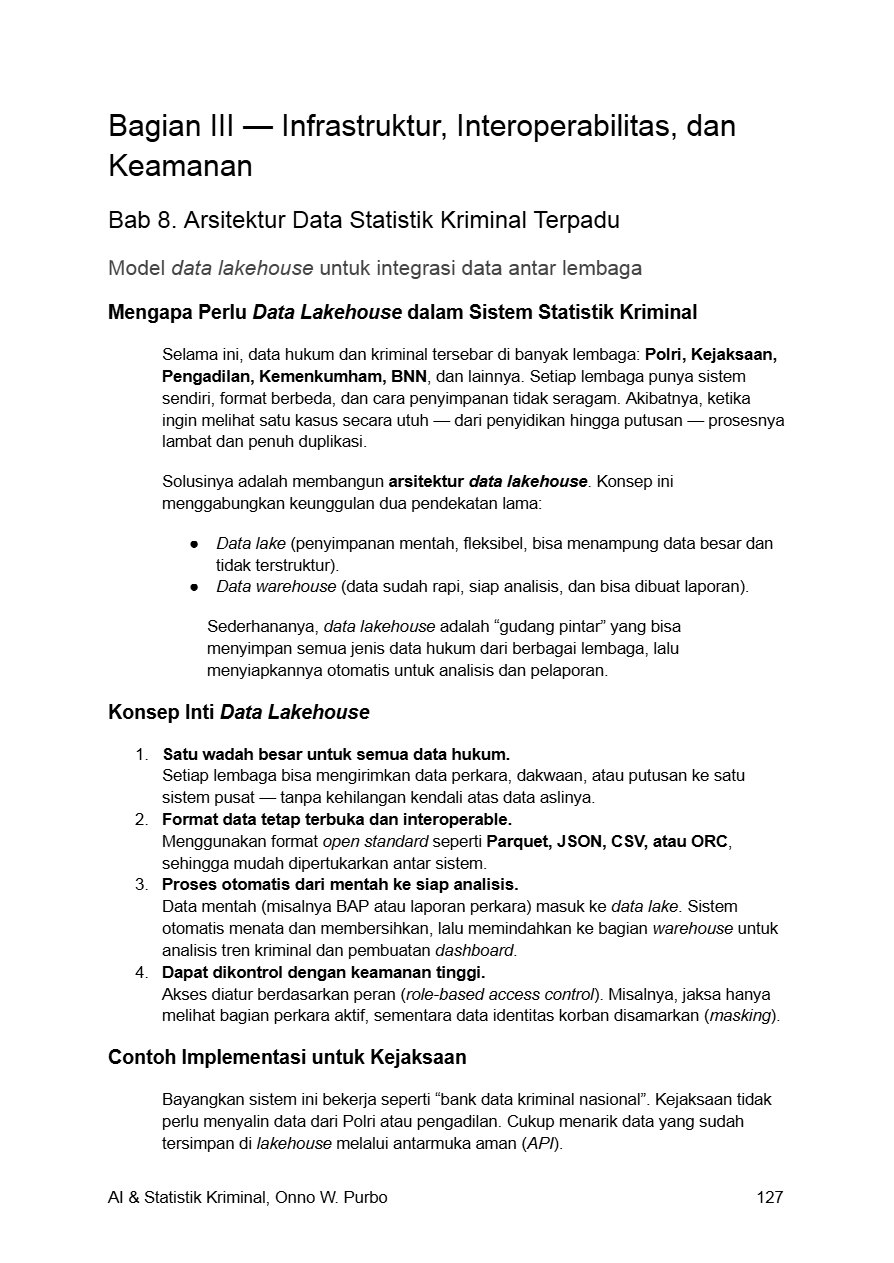 Bagian III — Infrastruktur, Interoperabilitas, dan
Keamanan
Bab 8. Arsitektur Data Statistik Kriminal Terpadu
Model data lakehouse untuk integrasi data antar lembaga
Mengapa Perlu Data Lakehouse dalam Sistem Statistik Kriminal
Selama ini, data hukum dan kriminal tersebar di banyak lembaga: Polri, Kejaksaan,
Pengadilan, Kemenkumham, BNN, dan lainnya. Setiap lembaga punya sistem
sendiri, format berbeda, dan cara penyimpanan tidak seragam. Akibatnya, ketika
ingin melihat satu kasus secara utuh — dari penyidikan hingga putusan — prosesnya
lambat dan penuh duplikasi.
Solusinya adalah membangun arsitektur data lakehouse. Konsep ini
menggabungkan keunggulan dua pendekatan lama:
● Data lake (penyimpanan mentah, fleksibel, bisa menampung data besar dan
tidak terstruktur).
● Data warehouse (data sudah rapi, siap analisis, dan bisa dibuat laporan).
Sederhananya, data lakehouse adalah “gudang pintar” yang bisa
menyimpan semua jenis data hukum dari berbagai lembaga, lalu
menyiapkannya otomatis untuk analisis dan pelaporan.
Konsep Inti Data Lakehouse
1. Satu wadah besar untuk semua data hukum.
Setiap lembaga bisa mengirimkan data perkara, dakwaan, atau putusan ke satu
sistem pusat — tanpa kehilangan kendali atas data aslinya.
2. Format data tetap terbuka dan interoperable.
Menggunakan format open standard seperti Parquet, JSON, CSV, atau ORC,
sehingga mudah dipertukarkan antar sistem.
3. Proses otomatis dari mentah ke siap analisis.
Data mentah (misalnya BAP atau laporan perkara) masuk ke data lake. Sistem
otomatis menata dan membersihkan, lalu memindahkan ke bagian warehouse untuk
analisis tren kriminal dan pembuatan dashboard.
4. Dapat dikontrol dengan keamanan tinggi.
Akses diatur berdasarkan peran (role-based access control). Misalnya, jaksa hanya
melihat bagian perkara aktif, sementara data identitas korban disamarkan (masking).
Contoh Implementasi untuk Kejaksaan
Bayangkan sistem ini bekerja seperti “bank data kriminal nasional”. Kejaksaan tidak
perlu menyalin data dari Polri atau pengadilan. Cukup menarik data yang sudah
tersimpan di lakehouse melalui antarmuka aman (API).
AI & Statistik Kriminal, Onno W. Purbo 127